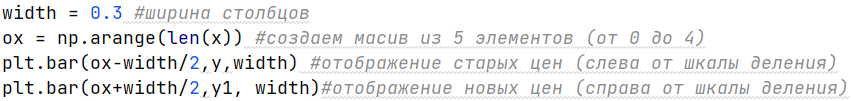 width = 0.3 #ширина столбцов
ox = np.arange(len(x)) #создаем масив из 5 элементов (от 0 до 4)
plt.bar(ox-width/2,y,width) #отображение старых цен (слева от шкалы деления)
plt.bar(ox+width/2,y1, width)#отображение новых цен (справа от шкалы деления)